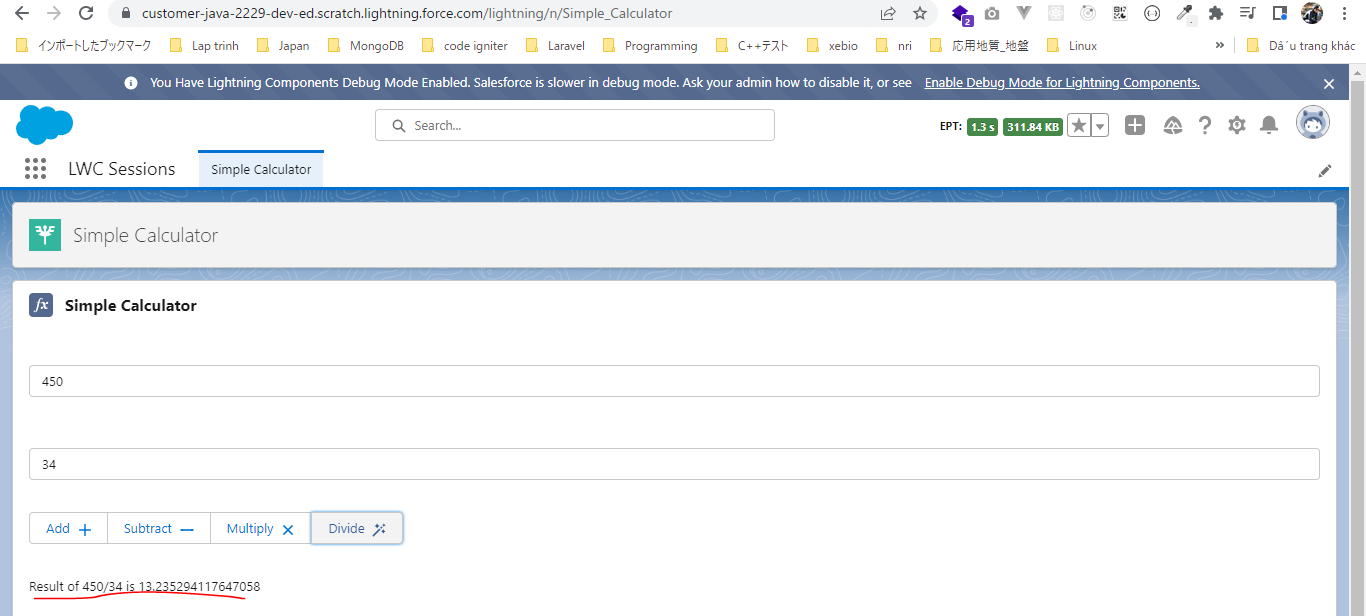 customer-java-2229-dev-ed.scratch.lightning.force.com/lightning/n/Simple_Calculator
2
インポートしたブックマーク Lap trinh Japan MongoDB code igniter Laravel Programming C++テスト xebio nri 応用地質_地盤 Linux » Dấu trang khác
You Have Lightning Components Debug Mode Enabled. Salesforce is slower in debug mode. Ask your admin how to disable it, or see Enable Debug Mode for Lightning Components.
Search...
EPT: 1.3 s 311.84 KB
LWC Sessions Simple Calculator
Simple Calculator
fx Simple Calculator
450
34
Add Subtract Multiply Divide
Result of 450/34 is 13.235294117647058